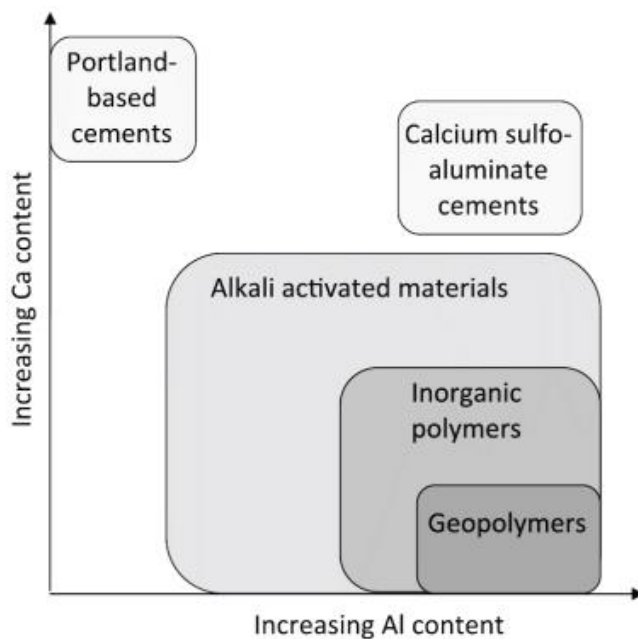 Portland-
based
cements
Calcium sulfo-
aluminate
cements
Alkali activated materials
Inorganic
polymers
Geopolymers
Increasing Ca content
Increasing Al content